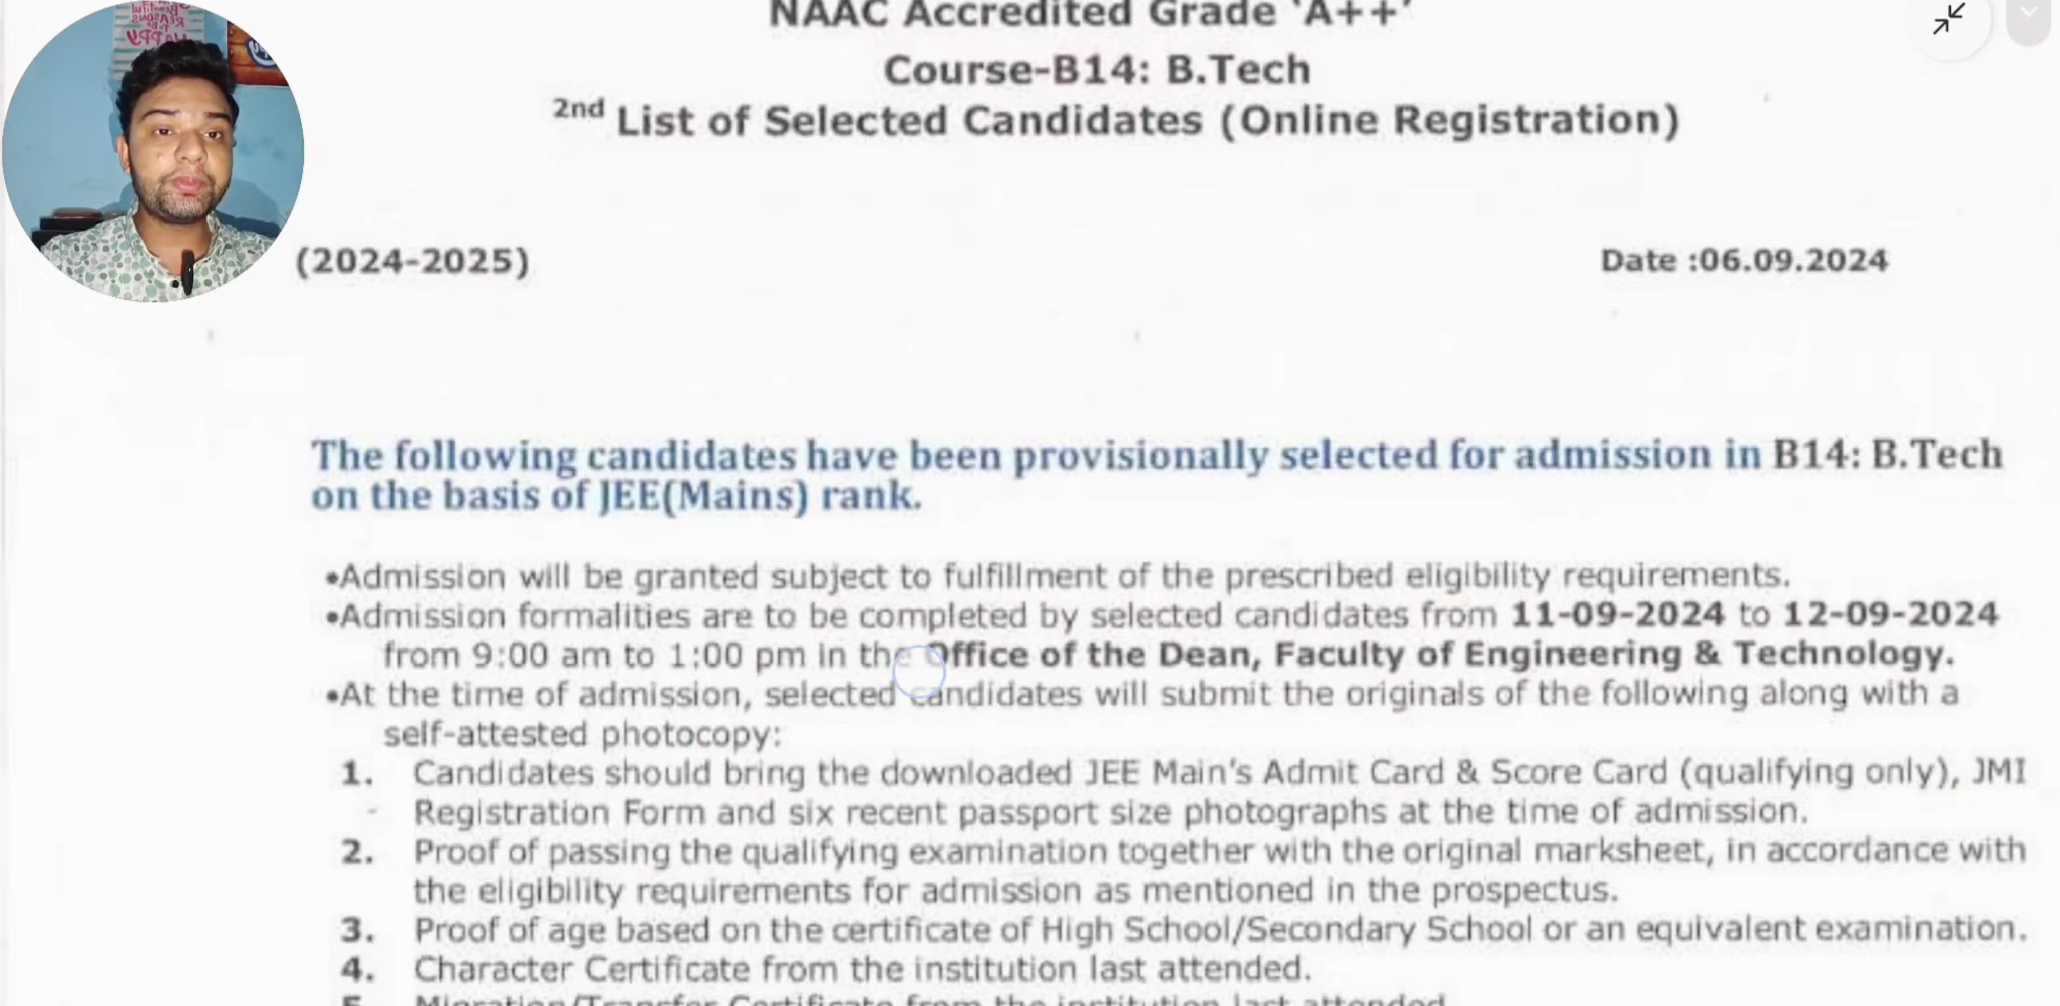 NAAC Accredited Grade ‘A++’
Course-B14: B.Tech
2nd List of Selected Candidates (Online Registration)
(2024-2025)
Date :06.09.2024
The following candidates have been provisionally selected for admission in B14: B.Tech
on the basis of JEE(Mains) rank.
•Admission will be granted subject to fulfillment of the prescribed eligibility requirements.
•Admission formalities are to be completed by selected candidates from 11-09-2024 to 12-09-2024
from 9:00 am to 1:00 pm in the Office of the Dean, Faculty of Engineering & Technology.
•At the time of admission, selected candidates will submit the originals of the following along with a
self-attested photocopy:
1. Candidates should bring the downloaded JEE Main’s Admit Card & Score Card (qualifying only), JMI
Registration Form and six recent passport size photographs at the time of admission.
2. Proof of passing the qualifying examination together with the original marksheet, in accordance with
the eligibility requirements for admission as mentioned in the prospectus.
3. Proof of age based on the certificate of High School/Secondary School or an equivalent examination.
4. Character Certificate from the institution last attended.
5. Migration/Transfer Certificate from the institution last attended